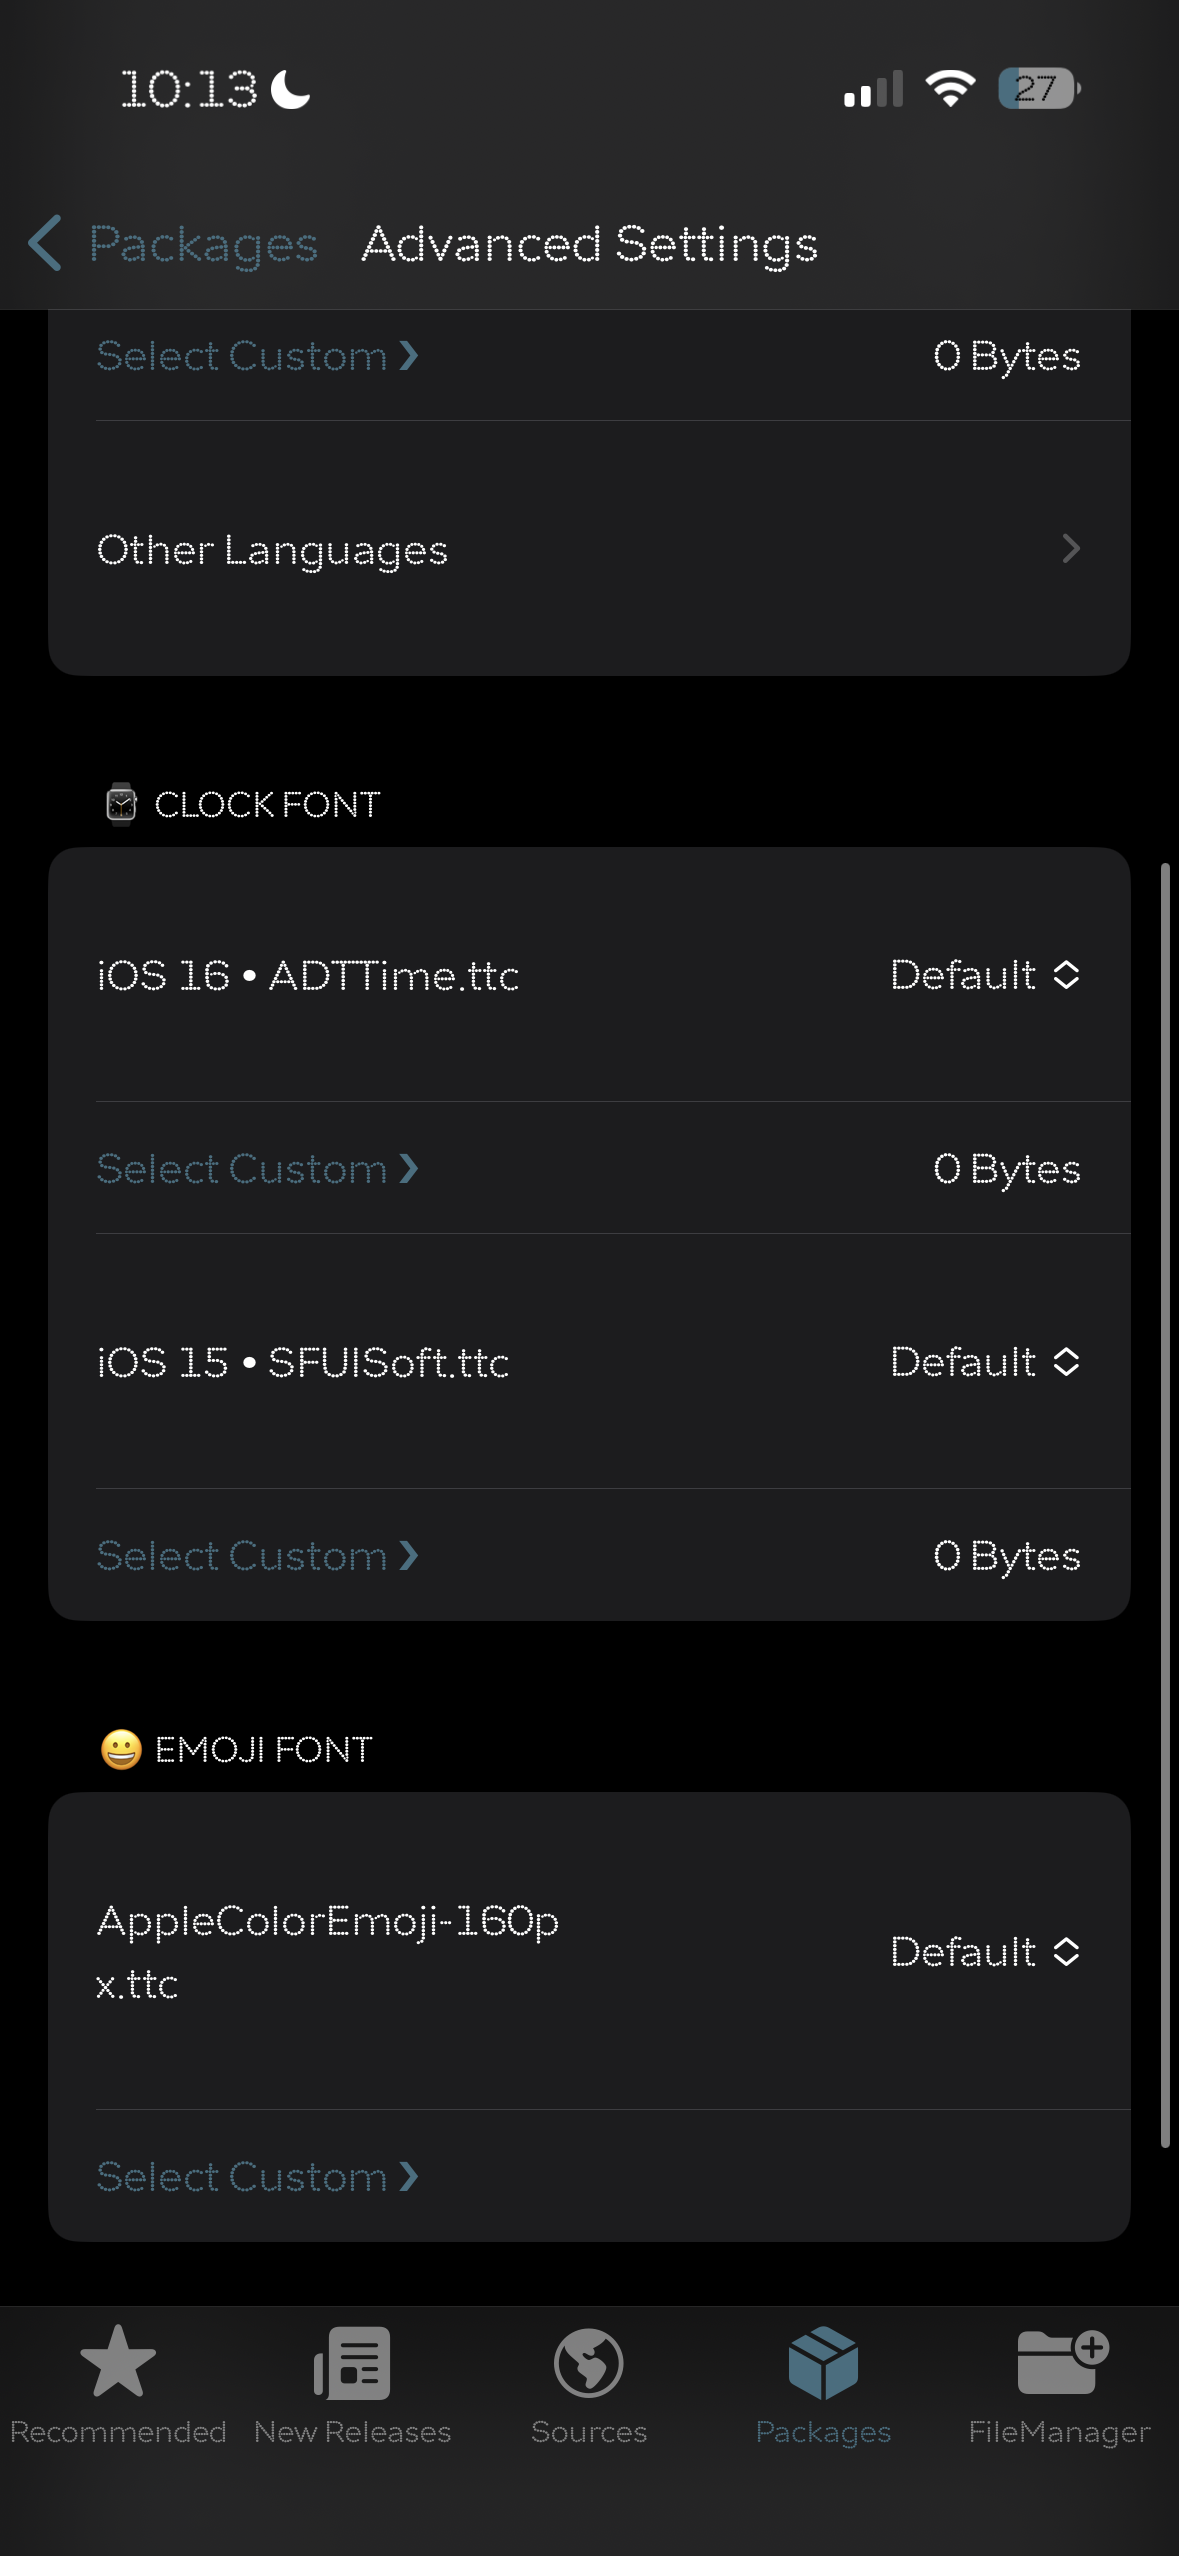 10:13
27
Packages
Advanced Settings
Select Custom ❯
0 Bytes
Other Languages
CLOCK FONT
iOS 16 • ADTTime.ttc
Default
Select Custom ❯
0 Bytes
iOS 15 • SFUISoft.ttc
Default
Select Custom ❯
0 Bytes
😀 EMOJI FONT
AppleColorEmoji-160p
x.ttc
Default
Select Custom ❯
Recommended
New Releases
Sources
Packages
FileManager